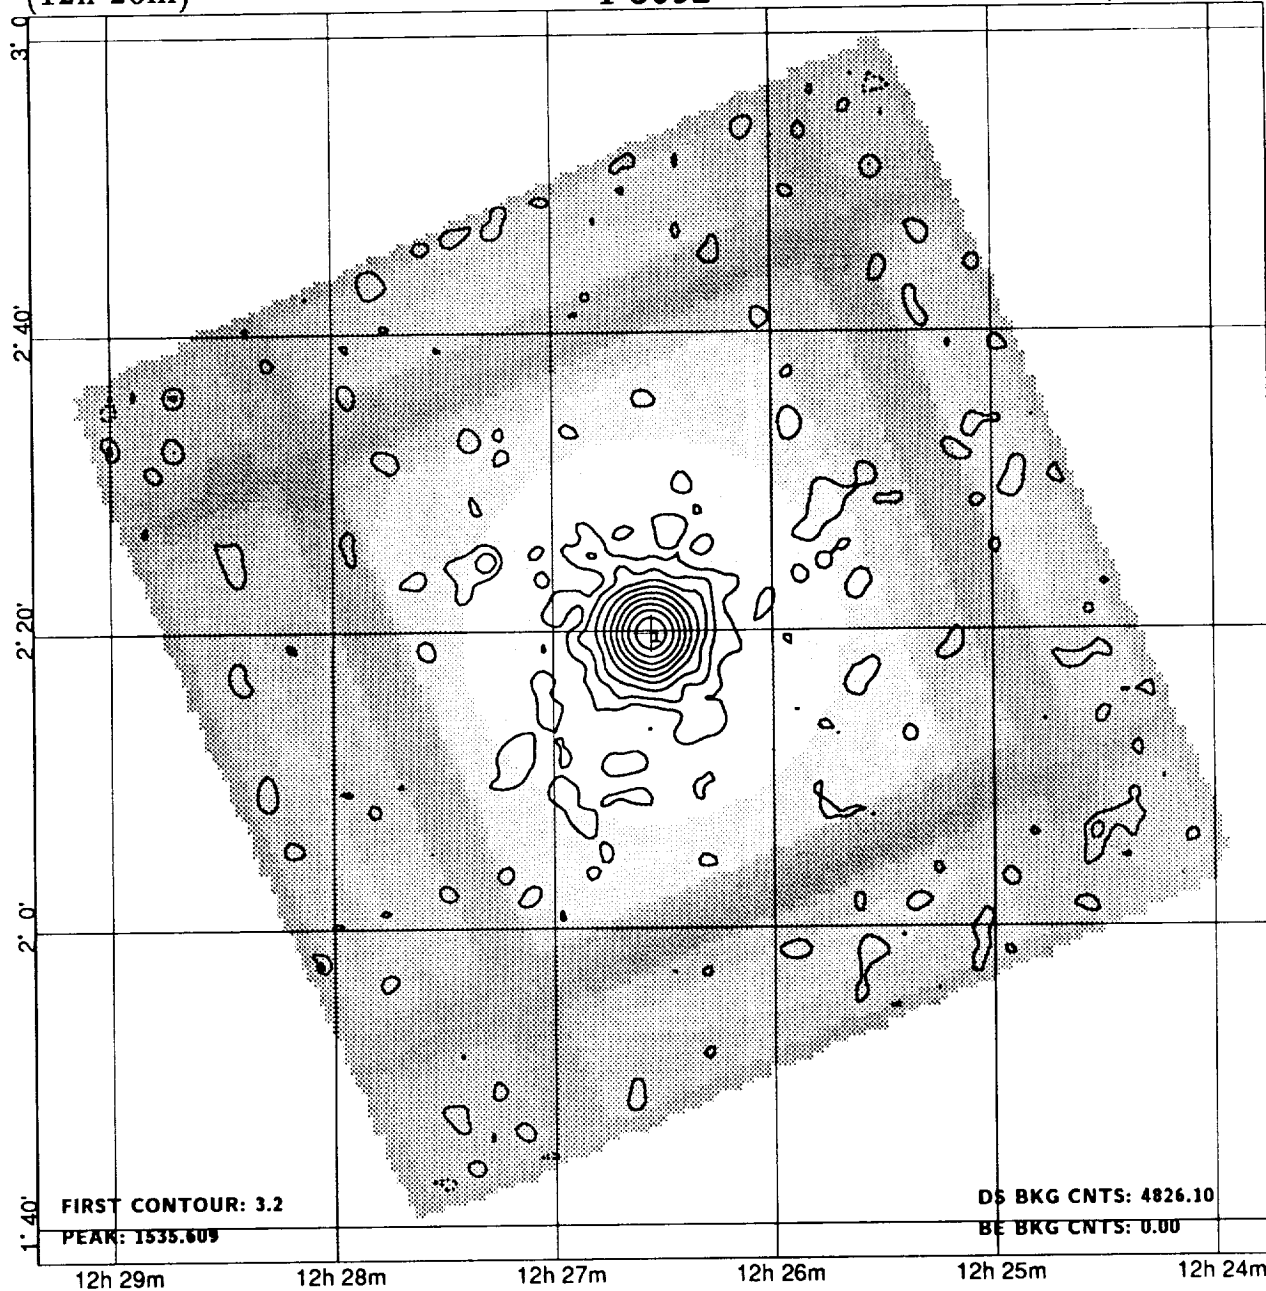 3° 0
2° 40'
2° 20'
2° 0'
1° 40'
1
FIRST CONTOUR: 3.2
PEAK: 1535.609
DS BKG CNTS: 4826.10
BE BKG CNTS: 0.00
12h 29m 12h 28m 12h 27m 12h 26m 12h 25m 12h 24m